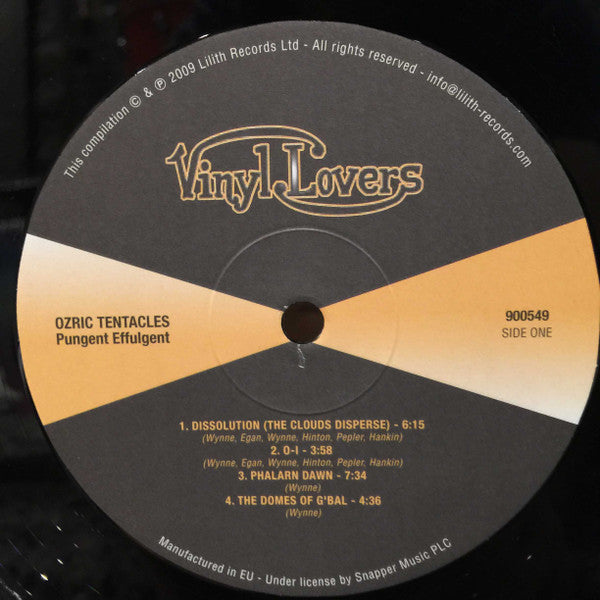 This compilation © & ℗ 2009 Lilith Records Ltd - All rights reserved - info@lilith-records.com
Vinyl Lovers
OZRIC TENTACLES
Pungent Effulgent
900549
SIDE ONE
1. DISSOLUTION (THE CLOUDS DISPERSE) - 6:15
(Wynne, Egan, Wynne, Hinton, Pepler, Hankin)
2. O-I - 3:58
(Wynne, Egan, Wynne, Hinton, Pepler, Hankin)
3. PHALARN DAWN - 7:34
(Wynne)
4. THE DOMES OF G'BAL - 4:36
(Wynne)
Manufactured in EU - Under license by Snapper Music PLC